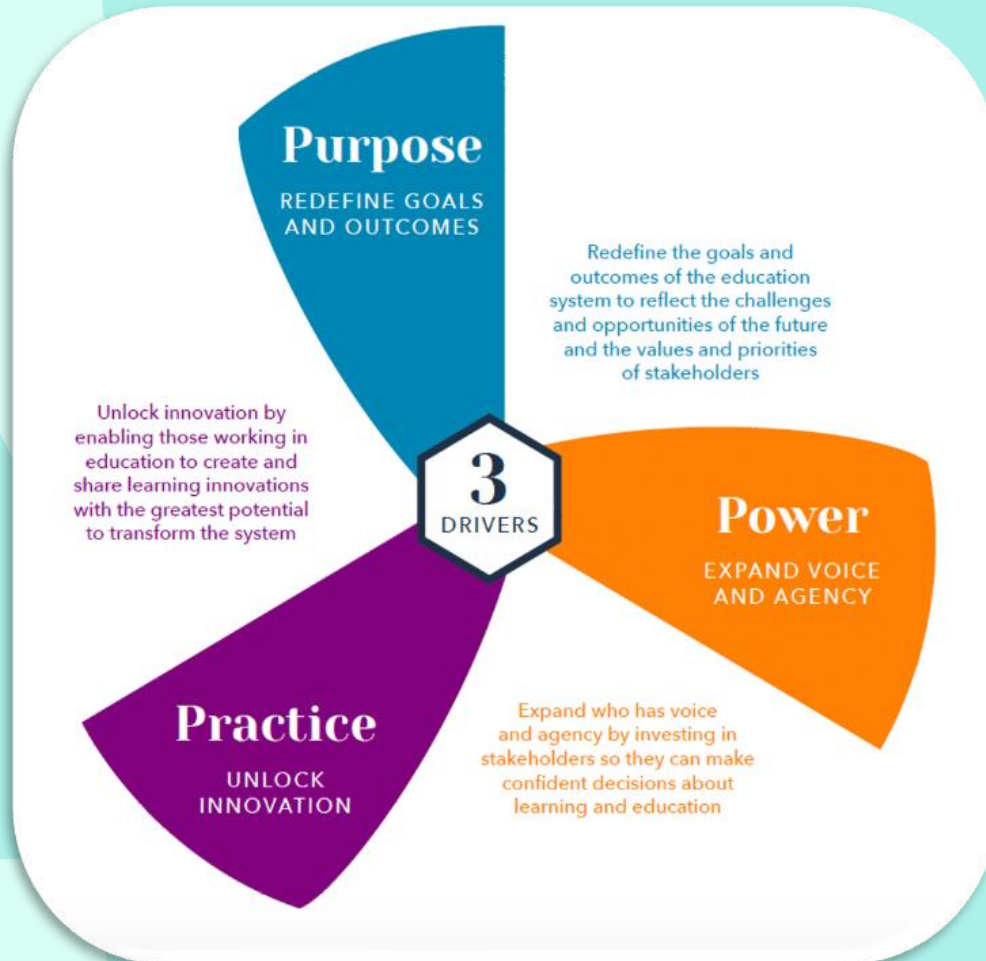 Purpose
REDEFINE GOALS
AND OUTCOMES
Redefine the goals and
outcomes of the education
system to reflect the challenges
and opportunities of the future
and the values and priorities
of stakeholders
Unlock innovation by
enabling those working in
education to create and
share learning innovations
with the greatest potential
to transform the system
3
DRIVERS
Power
EXPAND VOICE
AND AGENCY
Practice
UNLOCK
INNOVATION
Expand who has voice
and agency by investing in
stakeholders so they can make
confident decisions about
learning and education